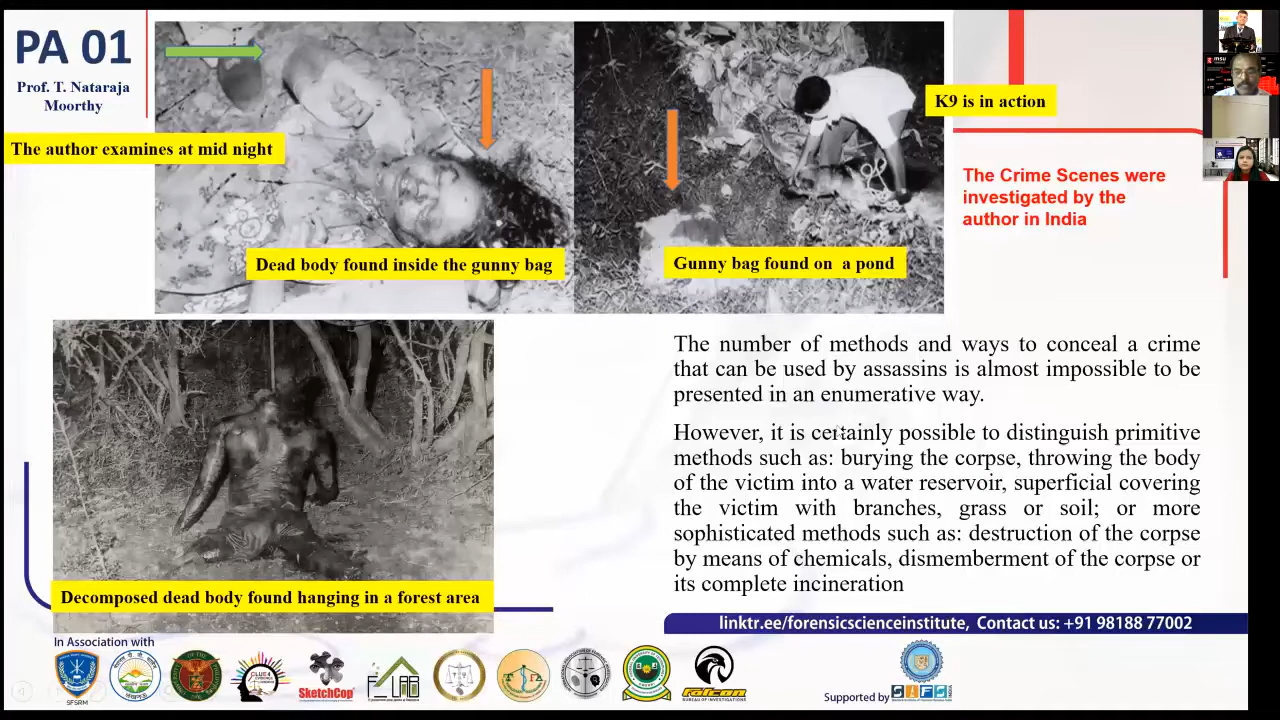 PA 01
Prof. T. Nataraja
Moorthy
The author examines at mid night
Dead body found inside the gunny bag
Gunny bag found on a pond
K9 is in action
The Crime Scenes were
investigated by the
author in India
Decomposed dead body found hanging in a forest area
The number of methods and ways to conceal a crime
that can be used by assassins is almost impossible to be
presented in an enumerative way.
However, it is certainly possible to distinguish primitive
methods such as: burying the corpse, throwing the body
of the victim into a water reservoir, superficial covering
the victim with branches, grass or soil; or more
sophisticated methods such as: destruction of the corpse
by means of chemicals, dismemberment of the corpse or
its complete incineration
linktr.ee/forensicscienceinstitute, Contact us: +91 98188 77002
In Association with
SFSRM
SketchCop
falcon
BUREAU OF INVESTIGATIONS
Supported by
SIFS